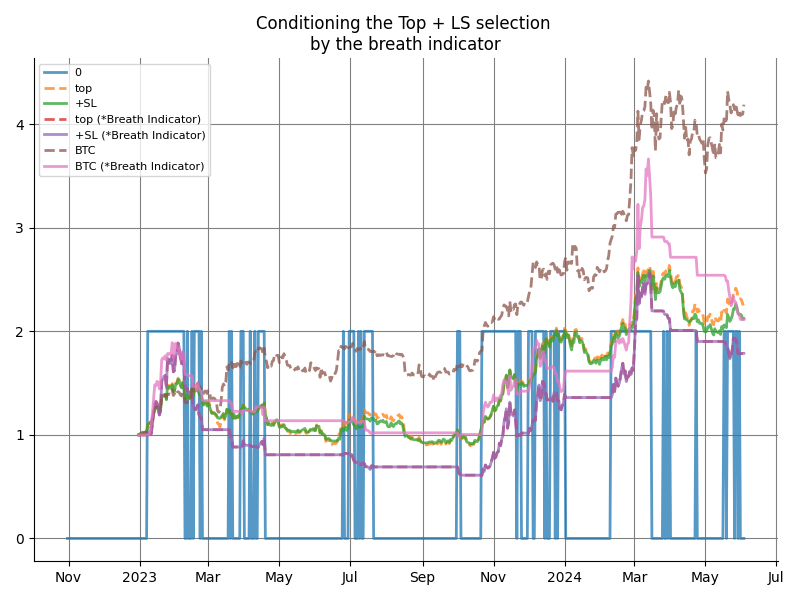 Conditioning the Top + LS selection
by the breath indicator
0
top
+SL
top (*Breath Indicator)
+SL (*Breath Indicator)
BTC
BTC (*Breath Indicator)
4
3
2
1
0
Nov 2023 Mar May Jul Sep Nov 2024 Mar May Jul